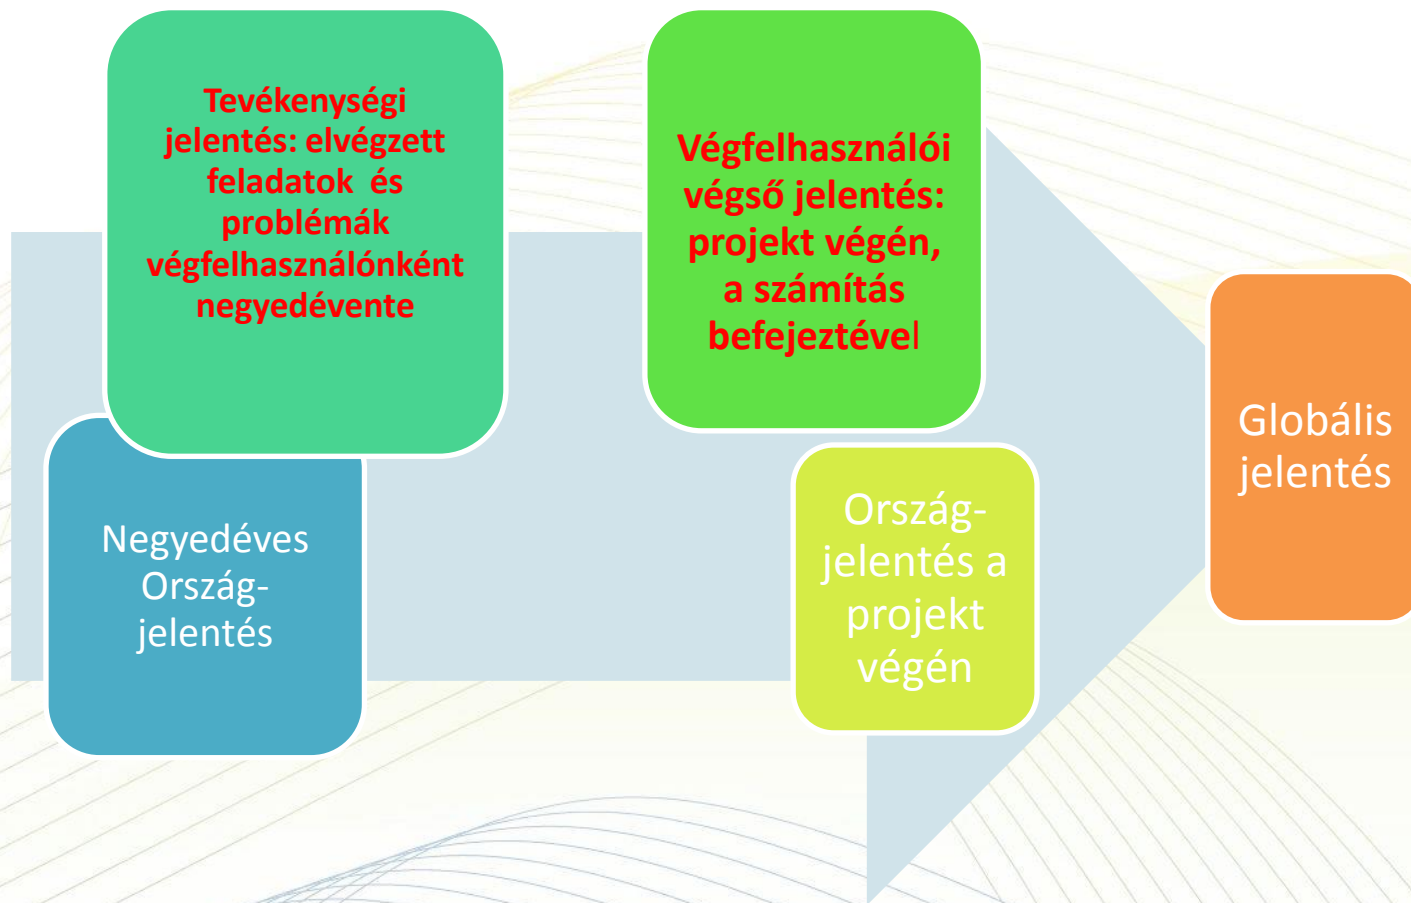 Tevékenységi
jelentés: elvégzett
feladatok  és
problémák
végfelhasználónként
negyedévente
Negyedéves
Ország-
jelentés
Végfelhasználói
végső jelentés:
projekt végén,
a számítás
befejeztével
Ország-
jelentés a
projekt
végén
Globális
jelentés